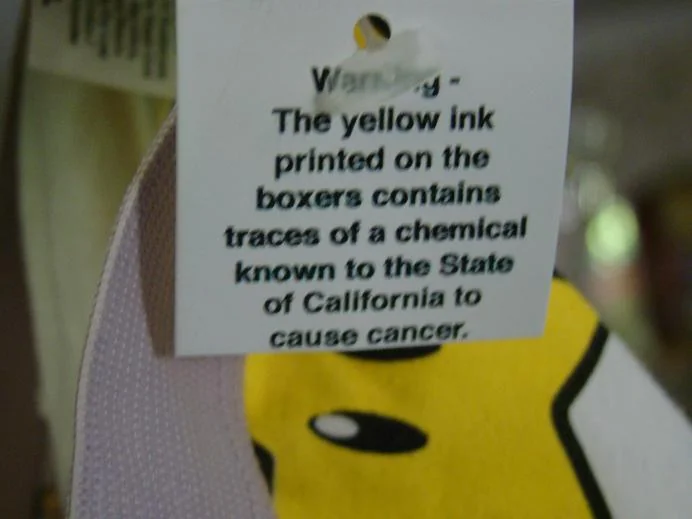 Warning -
The yellow ink
printed on the
boxers contains
traces of a chemical
known to the State
of California to
cause cancer.